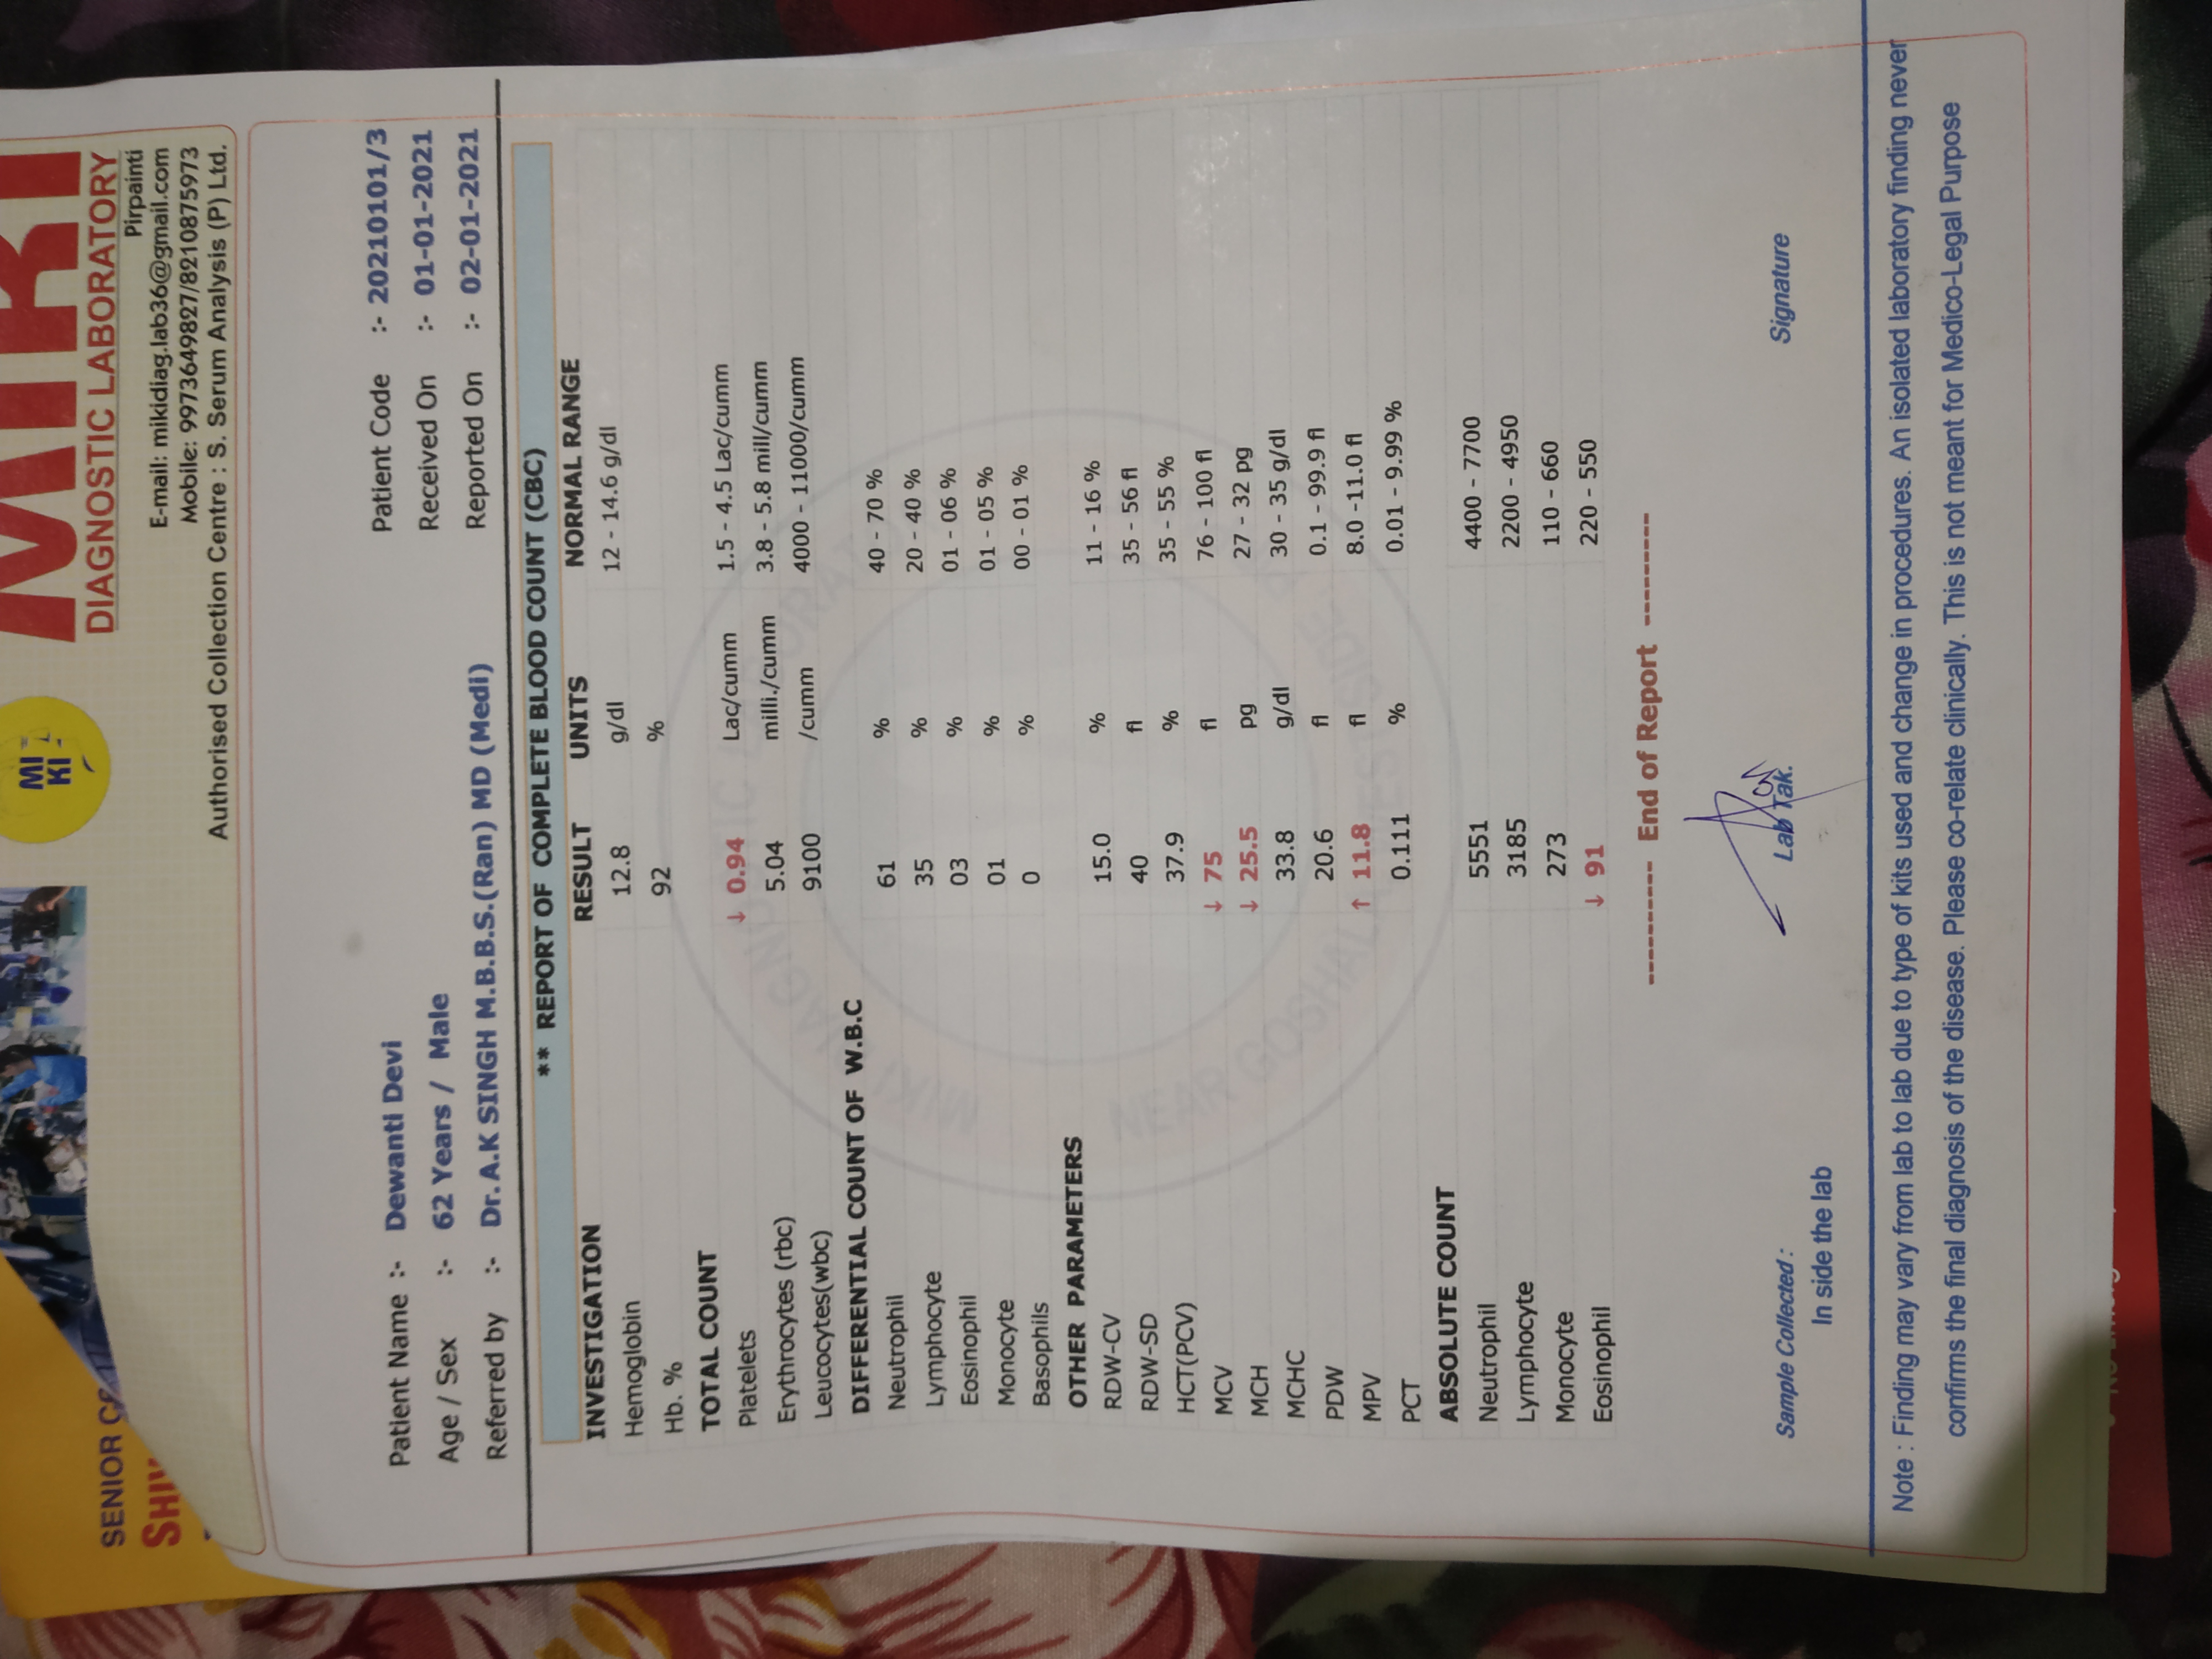 SENIOR
SHIV
MI
KI
MIKI
DIAGNOSTIC LABORATORY
Pirpainti
E-mail: mikidiag.lab36@gmail.com
Mobile: 9973649827/8210875973
Authorised Collection Centre : S. Serum Analysis (P) Ltd.
Patient Name :- Dewanti Devi Patient Code :- 20210101/3
Age / Sex :- 62 Years / Male Received On :- 01-01-2021
Referred by :- Dr. A.K SINGH M.B.B.S.(Ran) MD (Medi) Reported On :- 02-01-2021
** REPORT OF COMPLETE BLOOD COUNT (CBC)
INVESTIGATION RESULT UNITS NORMAL RANGE
Hemoglobin 12.8 g/dl 12 - 14.6 g/dl
Hb. % 92 %
TOTAL COUNT
Platelets ↓ 0.94 Lac/cumm 1.5 - 4.5 Lac/cumm
Erythrocytes (rbc) 5.04 milli./cumm 3.8 - 5.8 mill/cumm
Leucocytes(wbc) 9100 /cumm 4000 - 11000/cumm
DIFFERENTIAL COUNT OF W.B.C
Neutrophil 61 % 40 - 70 %
Lymphocyte 35 % 20 - 40 %
Eosinophil 03 % 01 - 06 %
Monocyte 01 % 01 - 05 %
Basophils 0 % 00 - 01 %
OTHER PARAMETERS
RDW-CV 15.0 % 11 - 16 %
RDW-SD 40 fl 35 - 56 fl
HCT(PCV) 37.9 % 35 - 55 %
MCV ↓ 75 fl 76 - 100 fl
MCH ↓ 25.5 pg 27 - 32 pg
MCHC 33.8 g/dl 30 - 35 g/dl
PDW 20.6 fl 0.1 - 99.9 fl
MPV ↑ 11.8 fl 8.0 -11.0 fl
PCT 0.111 % 0.01 - 9.99 %
ABSOLUTE COUNT
Neutrophil 5551 4400 - 7700
Lymphocyte 3185 2200 - 4950
Monocyte 273 110 - 660
Eosinophil ↓ 91 220 - 550
--------- End of Report --------
Sample Collected :
In side the lab
Lab Tak.
Signature
Note : Finding may vary from lab to lab due to type of kits used and change in procedures. An isolated laboratory finding never
confirms the final diagnosis of the disease. Please co-relate clinically. This is not meant for Medico-Legal Purpose